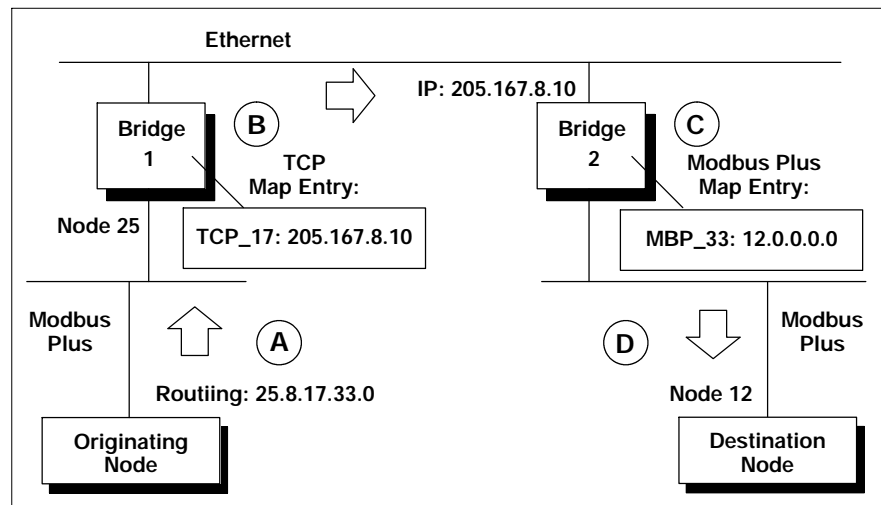 Ethernet
IP: 205.167.8.10
Bridge
1
B
TCP
Map Entry:
TCP_17: 205.167.8.10
Bridge
2
C
Modbus Plus
Map Entry:
MBP_33: 12.0.0.0.0
Node 25
Modbus
Plus
A
Routiing: 25.8.17.33.0
Originating
Node
D
Modbus
Plus
Node 12
Destination
Node